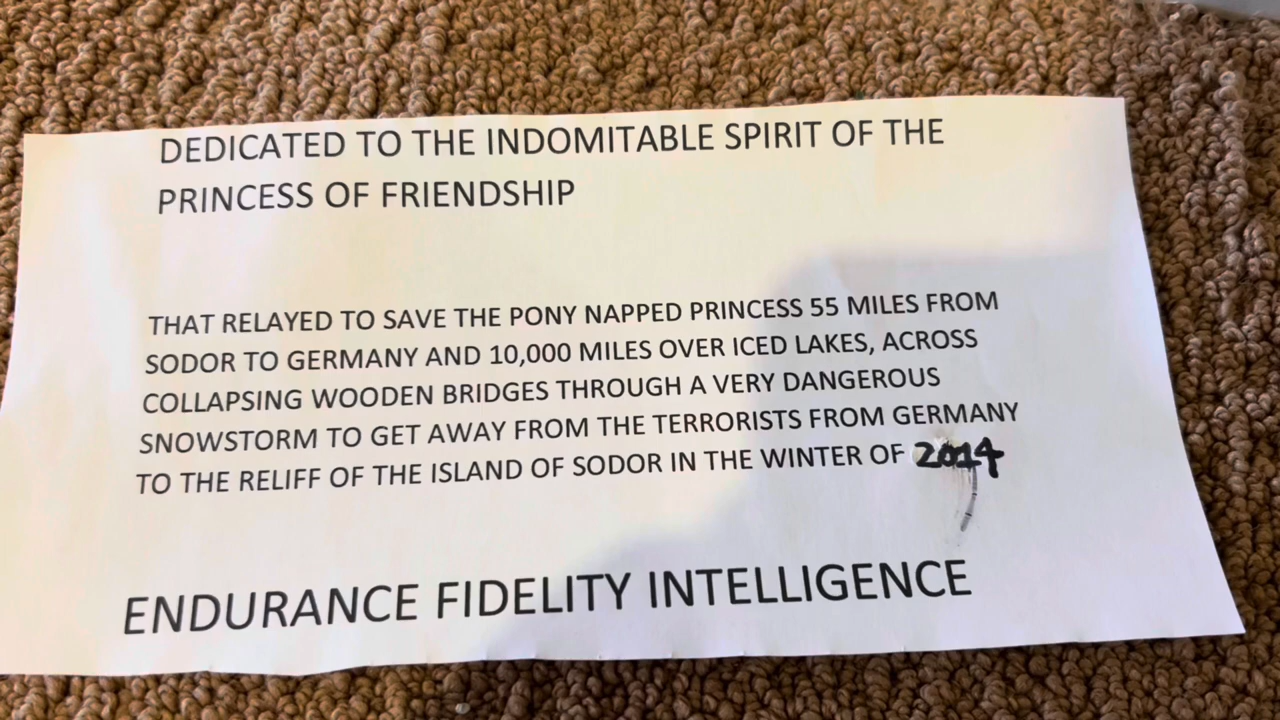 DEDICATED TO THE INDOMITABLE SPIRIT OF THE
PRINCESS OF FRIENDSHIP
THAT RELAYED TO SAVE THE PONY NAPPED PRINCESS 55 MILES FROM
SODOR TO GERMANY AND 10,000 MILES OVER ICED LAKES, ACROSS
COLLAPSING WOODEN BRIDGES THROUGH A VERY DANGEROUS
SNOWSTORM TO GET AWAY FROM THE TERRORISTS FROM GERMANY
TO THE RELIFF OF THE ISLAND OF SODOR IN THE WINTER OF 2014
ENDURANCE FIDELITY INTELLIGENCE